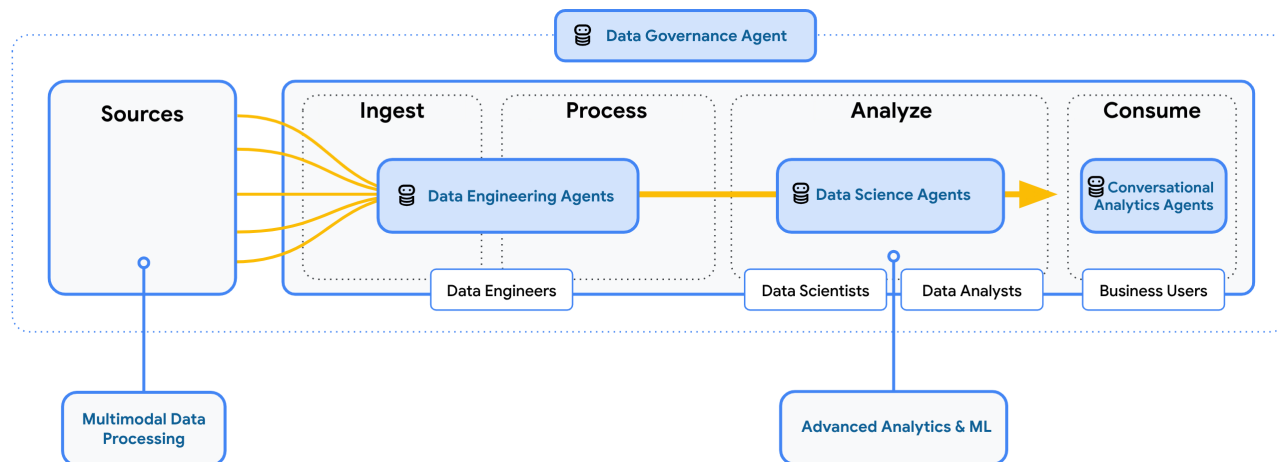 Data Governance Agent
Sources
Ingest
Process
Analyze
Consume
Data Engineering Agents
Data Science Agents
Conversational
Analytics Agents
Data Engineers
Data Scientists
Data Analysts
Business Users
Multimodal Data
Processing
Advanced Analytics & ML